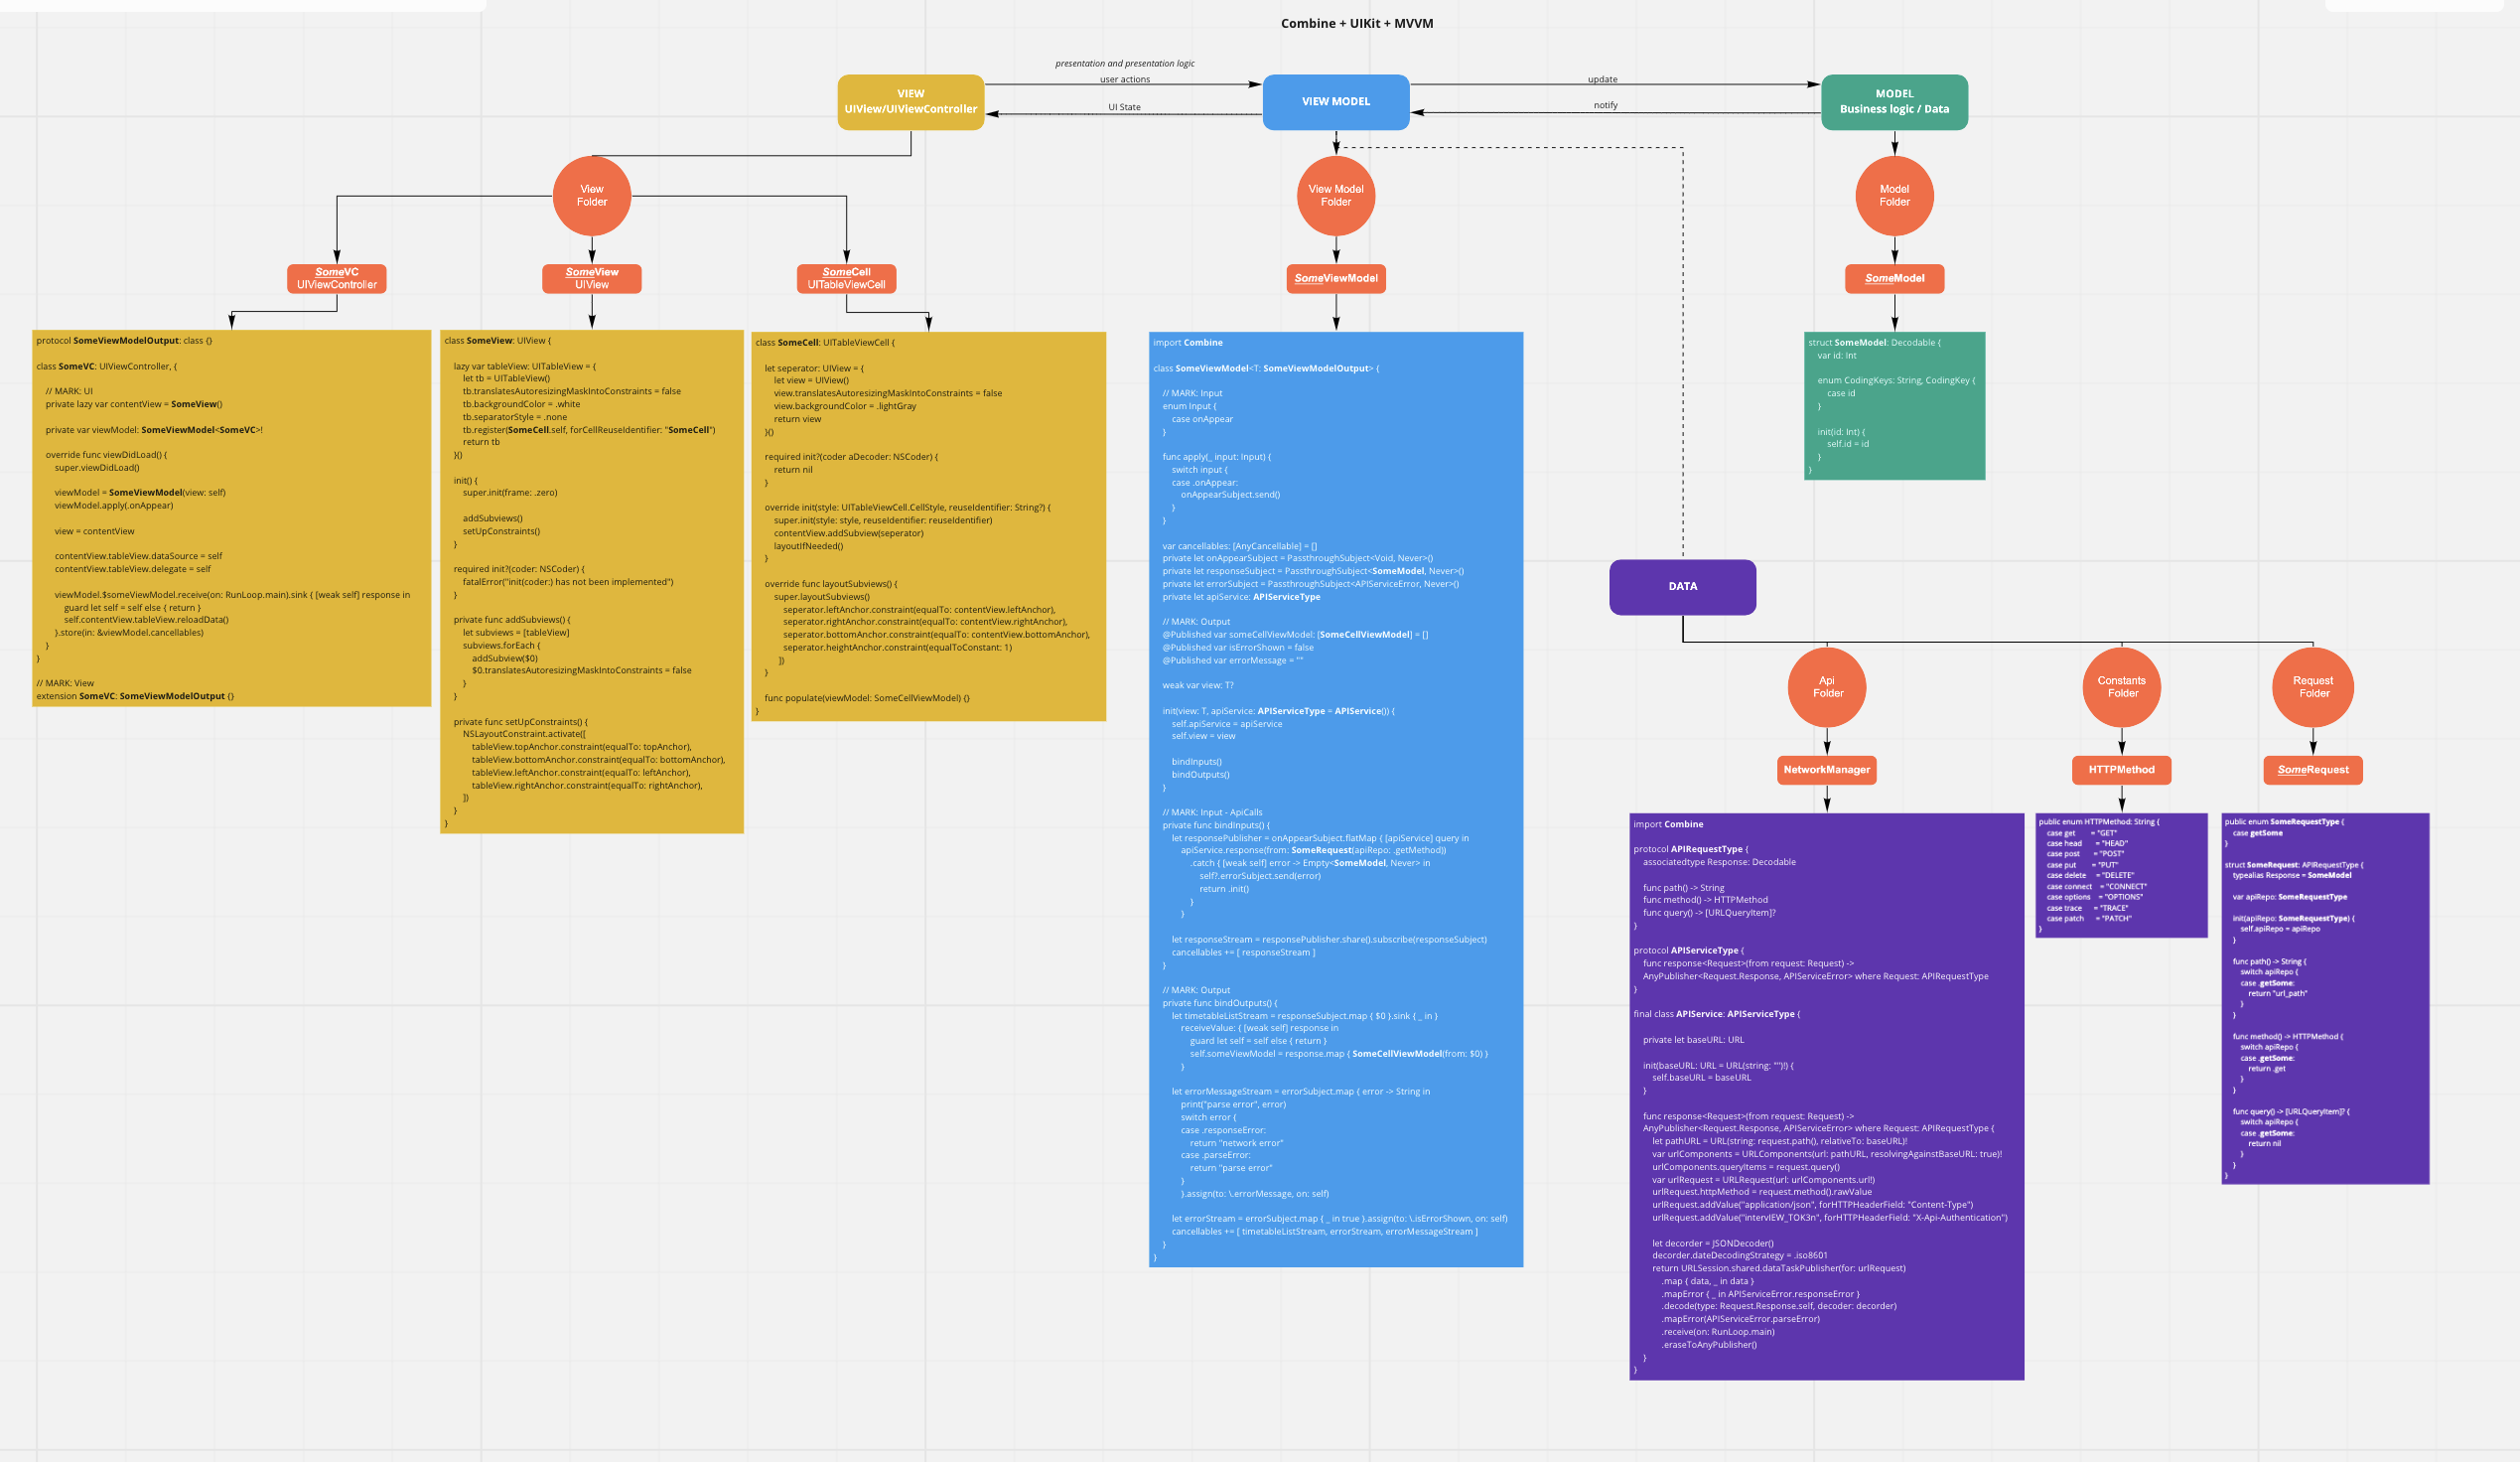 Combine + UIKit + MVVM
presentation and presentation logic
user actions
UI State
update
notify
VIEW
UIView/UIViewController
VIEW MODEL
MODEL
Business logic / Data
View
Folder
View Model
Folder
Model
Folder
SomeVC
UIViewController
SomeView
UIView
SomeCell
UITableViewCell
SomeViewModel
SomeModel
protocol SomeViewModelOutput: class {}
class SomeVC: UIViewController, {
// MARK: UI
private lazy var contentView = SomeView()
private var viewModel: SomeViewModel<SomeVC>!
override func viewDidLoad() {
super.viewDidLoad()
viewModel = SomeViewModel(view: self)
viewModel.apply(.onAppear)
view = contentView
contentView.tableView.dataSource = self
contentView.tableView.delegate = self
viewModel.$someViewModel.receive(on: RunLoop.main).sink { [weak self] response in
guard let self = self else { return }
self.contentView.tableView.reloadData()
}.store(in: &viewModel.cancellables)
}
}
// MARK: View
extension SomeVC: SomeViewModelOutput {}
class SomeView: UIView {
lazy var tableView: UITableView = {
let tb = UITableView()
tb.translatesAutoresizingMaskIntoConstraints = false
tb.backgroundColor = .white
tb.separatorStyle = .none
tb.register(SomeCell.self, forCellReuseIdentifier: "SomeCell")
return tb
}()
init() {
super.init(frame: .zero)
addSubviews()
setUpConstraints()
}
required init?(coder: NSCoder) {
fatalError("init(coder:) has not been implemented")
}
private func addSubviews() {
let subviews = [tableView]
subviews.forEach {
addSubview($0)
$0.translatesAutoresizingMaskIntoConstraints = false
}
}
private func setUpConstraints() {
NSLayoutConstraint.activate([
tableView.topAnchor.constraint(equalTo: topAnchor),
tableView.bottomAnchor.constraint(equalTo: bottomAnchor),
tableView.leftAnchor.constraint(equalTo: leftAnchor),
tableView.rightAnchor.constraint(equalTo: rightAnchor),
])
}
}
class SomeCell: UITableViewCell {
let seperator: UIView = {
let view = UIView()
view.translatesAutoresizingMaskIntoConstraints = false
view.backgroundColor = .lightGray
return view
}()
required init?(coder aDecoder: NSCoder) {
return nil
}
override init(style: UITableViewCell.CellStyle, reuseIdentifier: String?) {
super.init(style: style, reuseIdentifier: reuseIdentifier)
contentView.addSubview(seperator)
layoutIfNeeded()
}
override func layoutSubviews() {
super.layoutSubviews()
seperator.leftAnchor.constraint(equalTo: contentView.leftAnchor),
seperator.rightAnchor.constraint(equalTo: contentView.rightAnchor),
seperator.bottomAnchor.constraint(equalTo: contentView.bottomAnchor),
seperator.heightAnchor.constraint(equalToConstant: 1)
])
}
func populate(viewModel: SomeCellViewModel) {}
}
import Combine
class SomeViewModel<T: SomeViewModelOutput> {
// MARK: Input
enum Input {
case onAppear
}
func apply(_ input: Input) {
switch input {
case .onAppear:
onAppearSubject.send()
}
}
var cancellables: [AnyCancellable] = []
private let onAppearSubject = PassthroughSubject<Void, Never>()
private let responseSubject = PassthroughSubject<SomeModel, Never>()
private let errorSubject = PassthroughSubject<APIServiceError, Never>()
private let apiService: APIServiceType
// MARK: Output
@Published var someCellViewModel: [SomeCellViewModel] = []
@Published var isErrorShown = false
@Published var errorMessage = ""
weak var view: T?
init(view: T, apiService: APIServiceType = APIService()) {
self.apiService = apiService
self.view = view
bindInputs()
bindOutputs()
}
// MARK: Input - ApiCalls
private func bindInputs() {
let responsePublisher = onAppearSubject.flatMap { [apiService] query in
apiService.response(from: SomeRequest(apiRepo: .getMethod))
.catch { [weak self] error -> Empty<SomeModel, Never> in
self?.errorSubject.send(error)
return .init()
}
}
let responseStream = responsePublisher.share().subscribe(responseSubject)
cancellables += [ responseStream ]
}
// MARK: Output
private func bindOutputs() {
let timetableListStream = responseSubject.map { $0 }.sink { _ in }
receiveValue: { [weak self] response in
guard let self = self else { return }
self.someViewModel = response.map { SomeCellViewModel(from: $0) }
}
let errorMessageStream = errorSubject.map { error -> String in
print("parse error", error)
switch error {
case .responseError:
return "network error"
case .parseError:
return "parse error"
}
}.assign(to: \.errorMessage, on: self)
let errorStream = errorSubject.map { _ in true }.assign(to: \.isErrorShown, on: self)
cancellables += [ timetableListStream, errorStream, errorMessageStream ]
}
}
struct SomeModel: Decodable {
var id: Int
enum CodingKeys: String, CodingKey {
case id
}
init(id: Int) {
self.id = id
}
}
DATA
Api
Folder
Constants
Folder
Request
Folder
NetworkManager
HTTPMethod
SomeRequest
import Combine
protocol APIRequestType {
associatedtype Response: Decodable
func path() -> String
func method() -> HTTPMethod
func query() -> [URLQueryItem]?
}
protocol APIServiceType {
func response<Request>(from request: Request) ->
AnyPublisher<Request.Response, APIServiceError> where Request: APIRequestType
}
final class APIService: APIServiceType {
private let baseURL: URL
init(baseURL: URL = URL(string: "")!) {
self.baseURL = baseURL
}
func response<Request>(from request: Request) ->
AnyPublisher<Request.Response, APIServiceError> where Request: APIRequestType {
let pathURL = URL(string: request.path(), relativeTo: baseURL)!
var urlComponents = URLComponents(url: pathURL, resolvingAgainstBaseURL: true)!
urlComponents.queryItems = request.query()
var urlRequest = URLRequest(url: urlComponents.url!)
urlRequest.httpMethod = request.method().rawValue
urlRequest.addValue("application/json", forHTTPHeaderField: "Content-Type")
urlRequest.addValue("intervIEW_TOK3n", forHTTPHeaderField: "X-Api-Authentication")
let decorder = JSONDecoder()
decorder.dateDecodingStrategy = .iso8601
return URLSession.shared.dataTaskPublisher(for: urlRequest)
.map { data, _ in data }
.mapError { _ in APIServiceError.responseError }
.decode(type: Request.Response.self, decoder: decorder)
.mapError(APIServiceError.parseError)
.receive(on: RunLoop.main)
.eraseToAnyPublisher()
}
}
public enum HTTPMethod: String {
case get = "GET"
case head = "HEAD"
case post = "POST"
case put = "PUT"
case delete = "DELETE"
case connect = "CONNECT"
case options = "OPTIONS"
case trace = "TRACE"
case patch = "PATCH"
}
public enum SomeRequestType {
case getSome
}
struct SomeRequest: APIRequestType {
typealias Response = SomeModel
var apiRepo: SomeRequestType
init(apiRepo: SomeRequestType) {
self.apiRepo = apiRepo
}
func path() -> String {
switch apiRepo {
case .getSome:
return "url_path"
}
}
func method() -> HTTPMethod {
switch apiRepo {
case .getSome:
return .get
}
}
func query() -> [URLQueryItem]? {
switch apiRepo {
case .getSome:
return nil
}
}
}